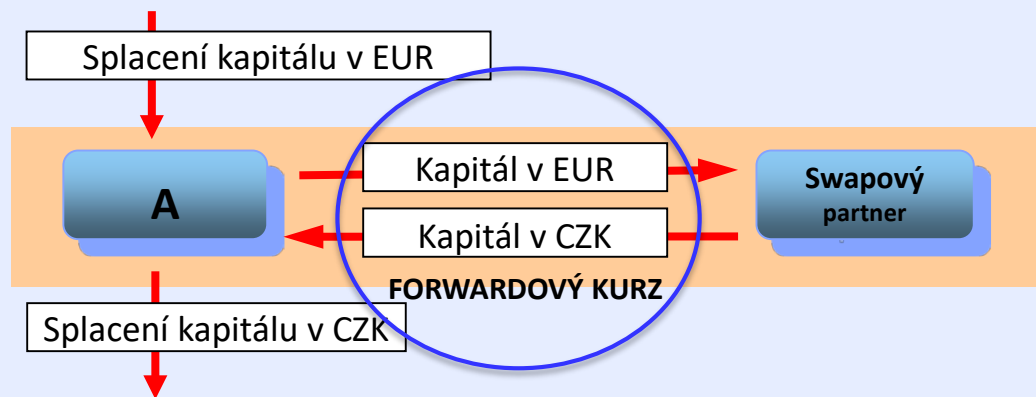 Splacení kapitálu v EUR
A
Kapitál v EUR
Swapový
partner
Kapitál v CZK
FORWARDOVÝ KURZ
Splacení kapitálu v CZK